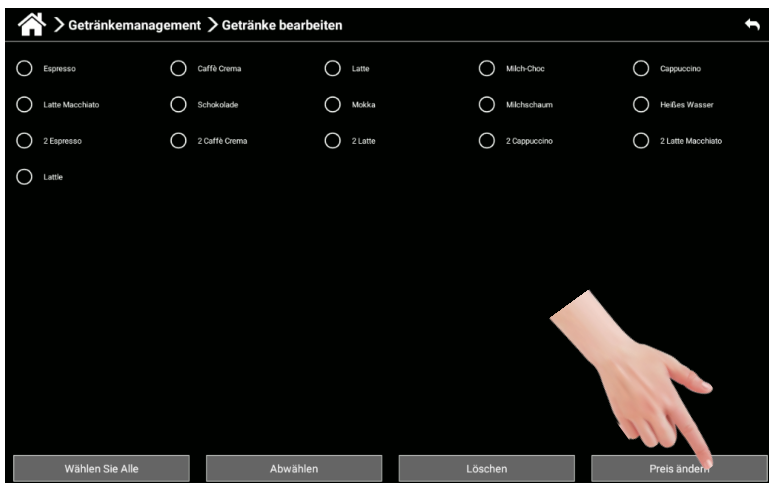 Getränkemanagement Getränke bearbeiten
Espresso Caffè Crema Latte Milch-Choc Cappuccino
Latte Macchiato Schokolade Mokka Milchschaum Heißes Wasser
2 Espresso 2 Caffè Crema 2 Latte 2 Cappuccino 2 Latte Macchiato
Lattle
Wählen Sie Alle Abwählen Löschen Preis ändern